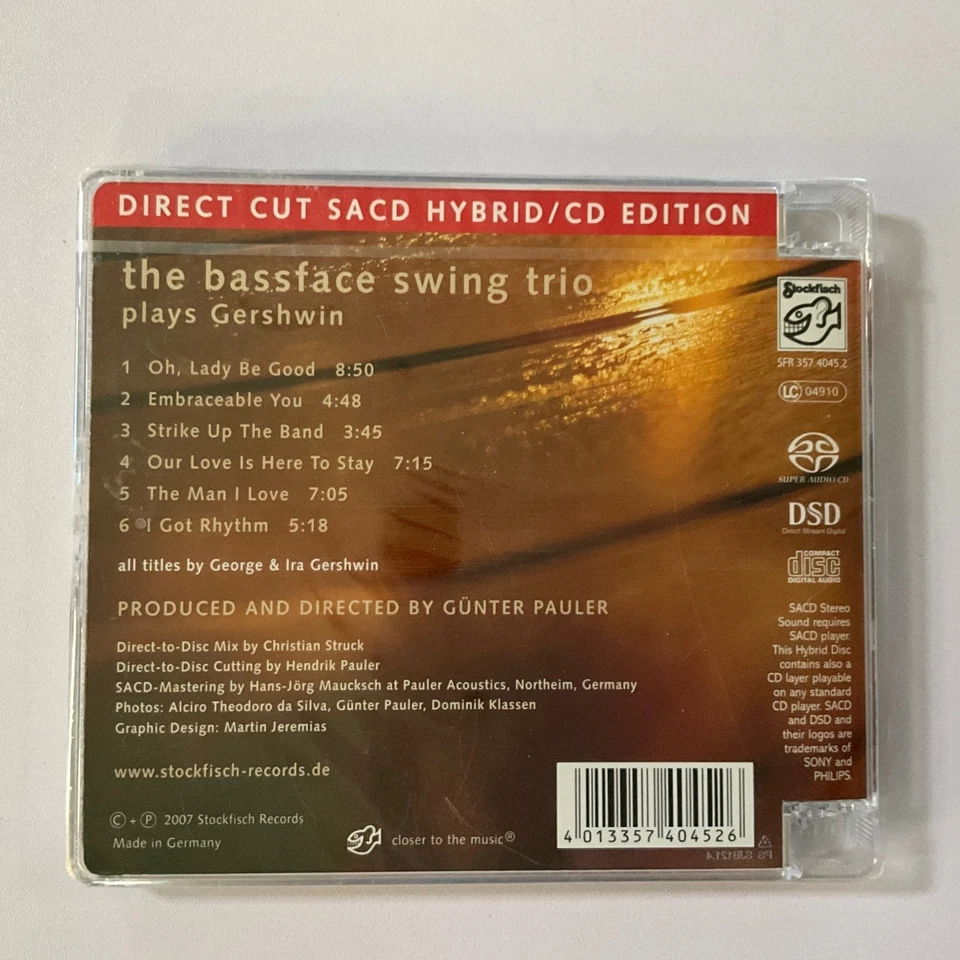 DIRECT CUT SACD HYBRID/CD EDITION
the bassface swing trio
plays Gershwin
1 Oh, Lady Be Good 8:50
2 Embraceable You 4:48
3 Strike Up The Band 3:45
4 Our Love Is Here To Stay 7:15
5 The Man I Love 7:05
6 I Got Rhythm 5:18
all titles by George & Ira Gershwin
PRODUCED AND DIRECTED BY GÜNTER PAULER
Direct-to-Disc Mix by Christian Struck
Direct-to-Disc Cutting by Hendrik Pauler
SACD-Mastering by Hans-Jörg Maucksch at Pauler Acoustics, Northeim, Germany
Photos: Alciro Theodoro da Silva, Günter Pauler, Dominik Klassen
Graphic Design: Martin Jeremias
www.stockfisch-records.de
© + ℗ 2007 Stockfisch Records
Made in Germany
closer to the music®
4 013357 404526
Stockfisch
SFR 357.4045.2
LC 04910
SUPER AUDIO CD
DSD
Direct Stream Digital
COMPACT
disc
DIGITAL AUDIO
SACD Stereo
Sound requires
SACD player.
This Hybrid Disc
contains also a
CD layer playable
on any standard
CD player. SACD
and DSD and
their logos are
trademarks of
SONY and
PHILIPS.
PS SJB121.4